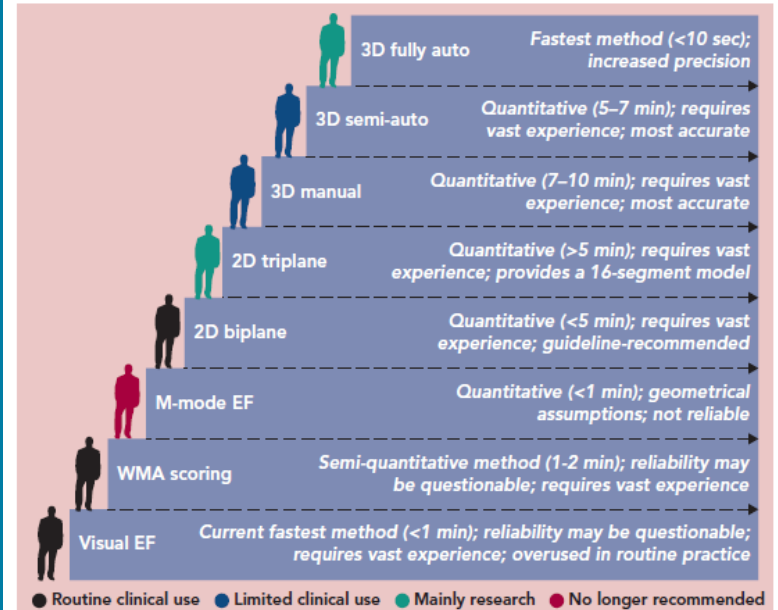 3D fully auto
Fastest method (<10 sec);
increased precision
3D semi-auto
Quantitative (5–7 min); requires
vast experience; most accurate
3D manual
Quantitative (7–10 min); requires vast
experience; most accurate
2D triplane
Quantitative (>5 min); requires vast
experience; provides a 16-segment model
2D biplane
Quantitative (<5 min); requires vast
experience; guideline-recommended
M-mode EF
Quantitative (<1 min); geometrical
assumptions; not reliable
WMA scoring
Semi-quantitative method (1-2 min); reliability may
be questionable; requires vast experience
Visual EF
Current fastest method (<1 min); reliability may be questionable;
requires vast experience; overused in routine practice
Routine clinical use Limited clinical use Mainly research No longer recommended